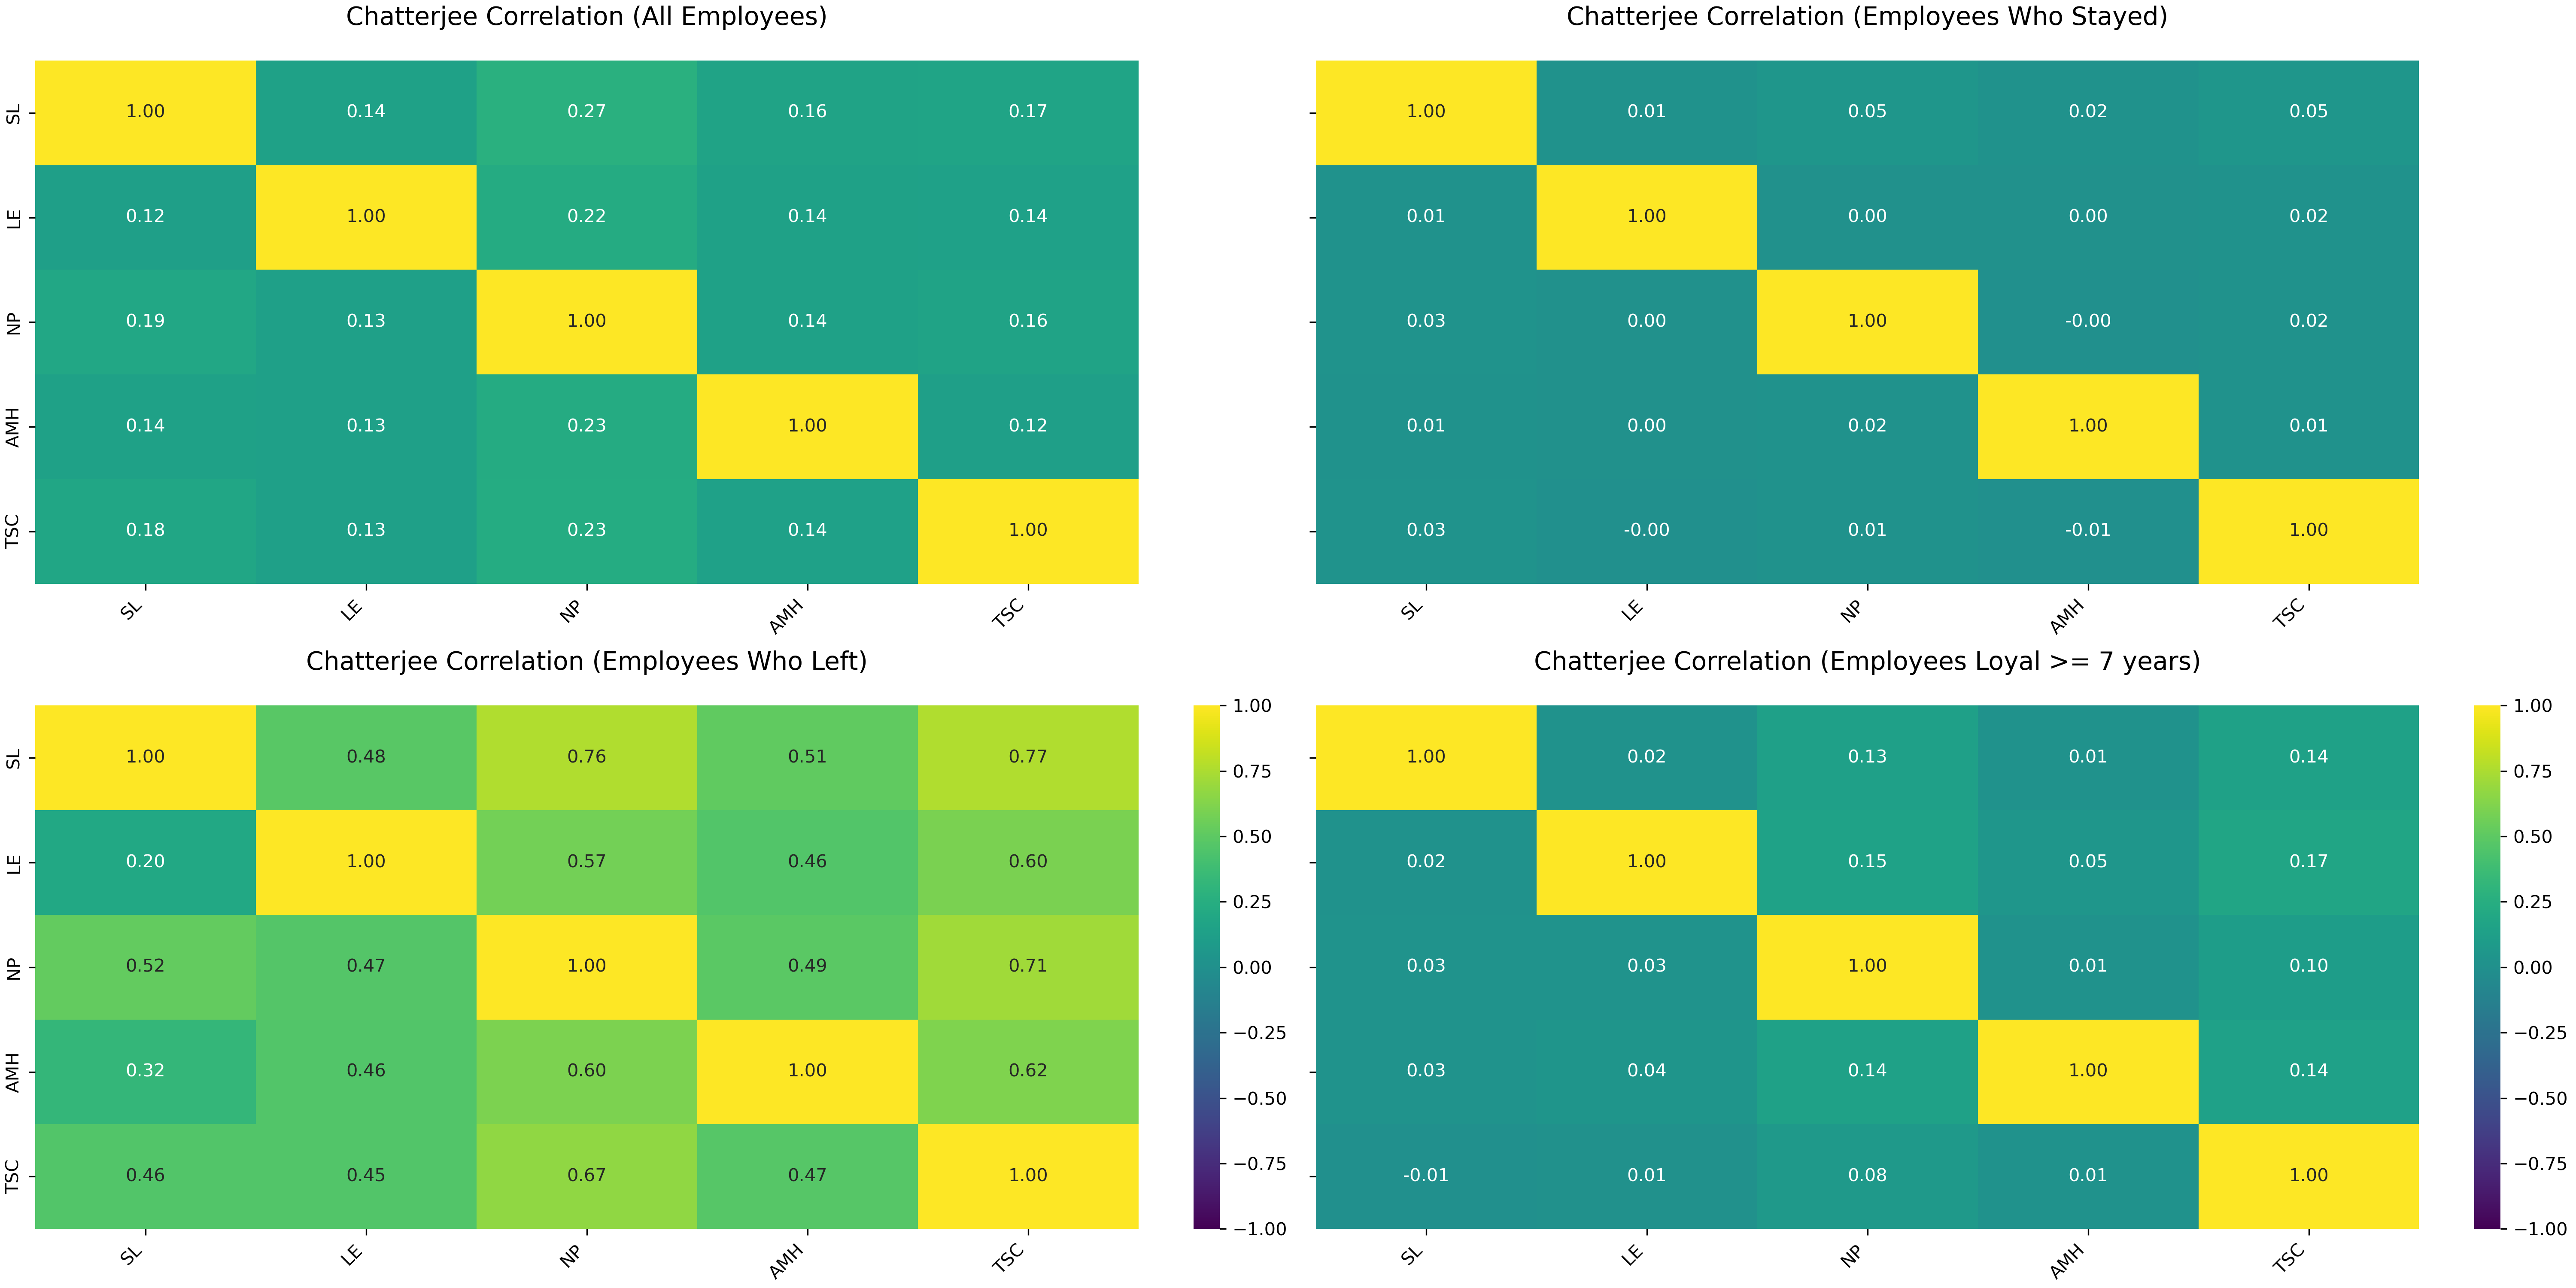 Chatterjee Correlation (All Employees)
SL 1.00 0.14 0.27 0.16 0.17
LE 0.12 1.00 0.22 0.14 0.14
NP 0.19 0.13 1.00 0.14 0.16
AMH 0.14 0.13 0.23 1.00 0.12
TSC 0.18 0.13 0.23 0.14 1.00
SL LE NP AMH TSC
Chatterjee Correlation (Employees Who Stayed)
1.00 0.01 0.05 0.02 0.05
0.01 1.00 0.00 0.00 0.02
0.03 0.00 1.00 -0.00 0.02
0.01 0.00 0.02 1.00 0.01
0.03 -0.00 0.01 -0.01 1.00
SL LE NP AMH TSC
Chatterjee Correlation (Employees Who Left)
SL 1.00 0.48 0.76 0.51 0.77
LE 0.20 1.00 0.57 0.46 0.60
NP 0.52 0.47 1.00 0.49 0.71
AMH 0.32 0.46 0.60 1.00 0.62
TSC 0.46 0.45 0.67 0.47 1.00
SL LE NP AMH TSC
1.00
0.75
0.50
0.25
0.00
−0.25
−0.50
−0.75
−1.00
Chatterjee Correlation (Employees Loyal >= 7 years)
1.00 0.02 0.13 0.01 0.14
0.02 1.00 0.15 0.05 0.17
0.03 0.03 1.00 0.01 0.10
0.03 0.04 0.14 1.00 0.14
-0.01 0.01 0.08 0.01 1.00
SL LE NP AMH TSC
1.00
0.75
0.50
0.25
0.00
−0.25
−0.50
−0.75
−1.00